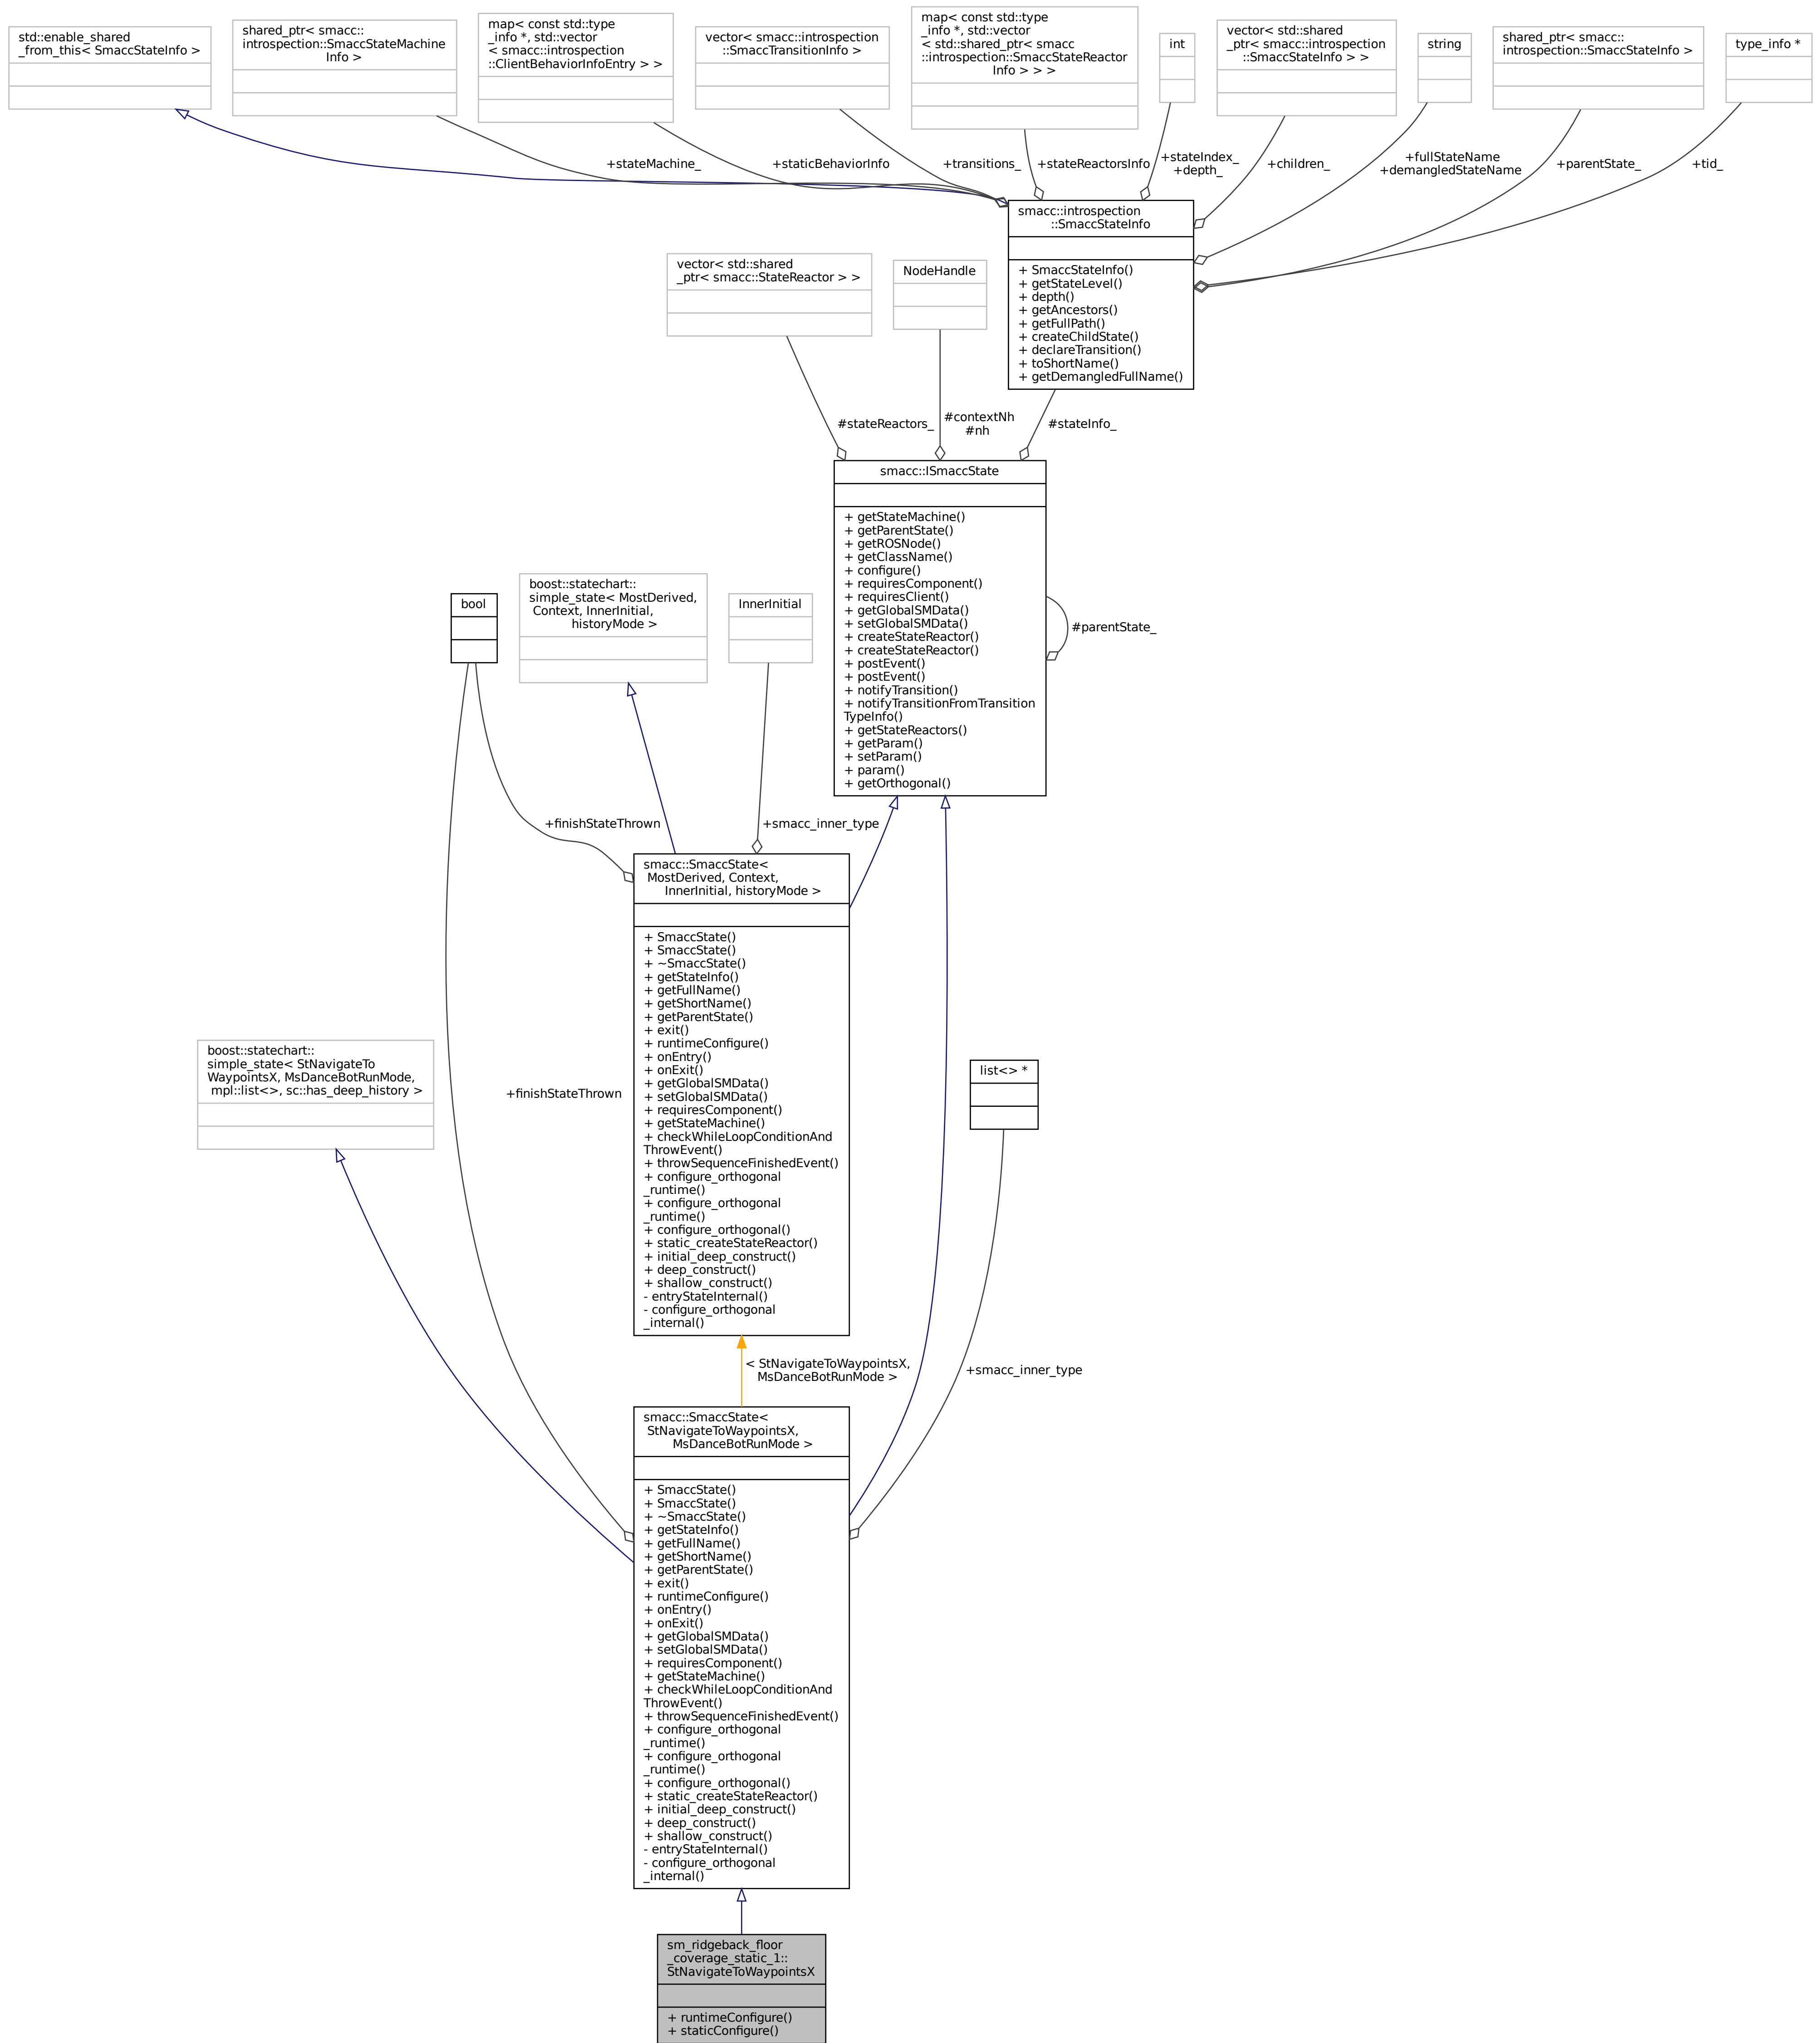 std::enable_shared
_from_this< SmaccStateInfo >
shared_ptr< smacc::
introspection::SmaccStateMachine
Info >
map< const std::type
_info *, std::vector
< smacc::introspection
::ClientBehaviorInfoEntry > >
vector< smacc::introspection
::SmaccTransitionInfo >
map< const std::type
_info *, std::vector
< std::shared_ptr< smacc
::introspection::SmaccStateReactor
Info > > >
int
vector< std::shared
_ptr< smacc::introspection
::SmaccStateInfo > >
string
shared_ptr< smacc::
introspection::SmaccStateInfo >
type_info *
+stateMachine_
+staticBehaviorInfo
+transitions_
+stateReactorsInfo
+stateIndex_
+depth_
+children_
+fullStateName
+demangledStateName
+parentState_
+tid_
smacc::introspection
::SmaccStateInfo
+ SmaccStateInfo()
+ getStateLevel()
+ depth()
+ getAncestors()
+ getFullPath()
+ createChildState()
+ declareTransition()
+ toShortName()
+ getDemangledFullName()
vector< std::shared
_ptr< smacc::StateReactor > >
NodeHandle
#stateReactors_
#contextNh
#nh
#stateInfo_
smacc::ISmaccState
+ getStateMachine()
+ getParentState()
+ getROSNode()
+ getClassName()
+ configure()
+ requiresComponent()
+ requiresClient()
+ getGlobalSMData()
+ setGlobalSMData()
+ createStateReactor()
+ createStateReactor()
+ postEvent()
+ postEvent()
+ notifyTransition()
+ notifyTransitionFromTransition
TypeInfo()
+ getStateReactors()
+ getParam()
+ setParam()
+ param()
+ getOrthogonal()
#parentState_
bool
boost::statechart::
simple_state< MostDerived,
Context, InnerInitial,
historyMode >
InnerInitial
+finishStateThrown
+smacc_inner_type
smacc::SmaccState<
MostDerived, Context,
InnerInitial, historyMode >
+ SmaccState()
+ SmaccState()
+ ~SmaccState()
+ getStateInfo()
+ getFullName()
+ getShortName()
+ getParentState()
+ exit()
+ runtimeConfigure()
+ onEntry()
+ onExit()
+ getGlobalSMData()
+ setGlobalSMData()
+ requiresComponent()
+ getStateMachine()
+ checkWhileLoopConditionAnd
ThrowEvent()
+ throwSequenceFinishedEvent()
+ configure_orthogonal
_runtime()
+ configure_orthogonal
_runtime()
+ configure_orthogonal()
+ static_createStateReactor()
+ initial_deep_construct()
+ deep_construct()
+ shallow_construct()
- entryStateInternal()
- configure_orthogonal
_internal()
boost::statechart::
simple_state< StNavigateTo
WaypointsX, MsDanceBotRunMode,
mpl::list<>, sc::has_deep_history >
+finishStateThrown
list<> *
< StNavigateToWaypointsX,
MsDanceBotRunMode >
+smacc_inner_type
smacc::SmaccState<
StNavigateToWaypointsX,
MsDanceBotRunMode >
+ SmaccState()
+ SmaccState()
+ ~SmaccState()
+ getStateInfo()
+ getFullName()
+ getShortName()
+ getParentState()
+ exit()
+ runtimeConfigure()
+ onEntry()
+ onExit()
+ getGlobalSMData()
+ setGlobalSMData()
+ requiresComponent()
+ getStateMachine()
+ checkWhileLoopConditionAnd
ThrowEvent()
+ throwSequenceFinishedEvent()
+ configure_orthogonal
_runtime()
+ configure_orthogonal
_runtime()
+ configure_orthogonal()
+ static_createStateReactor()
+ initial_deep_construct()
+ deep_construct()
+ shallow_construct()
- entryStateInternal()
- configure_orthogonal
_internal()
sm_ridgeback_floor
_coverage_static_1::
StNavigateToWaypointsX
+ runtimeConfigure()
+ staticConfigure()